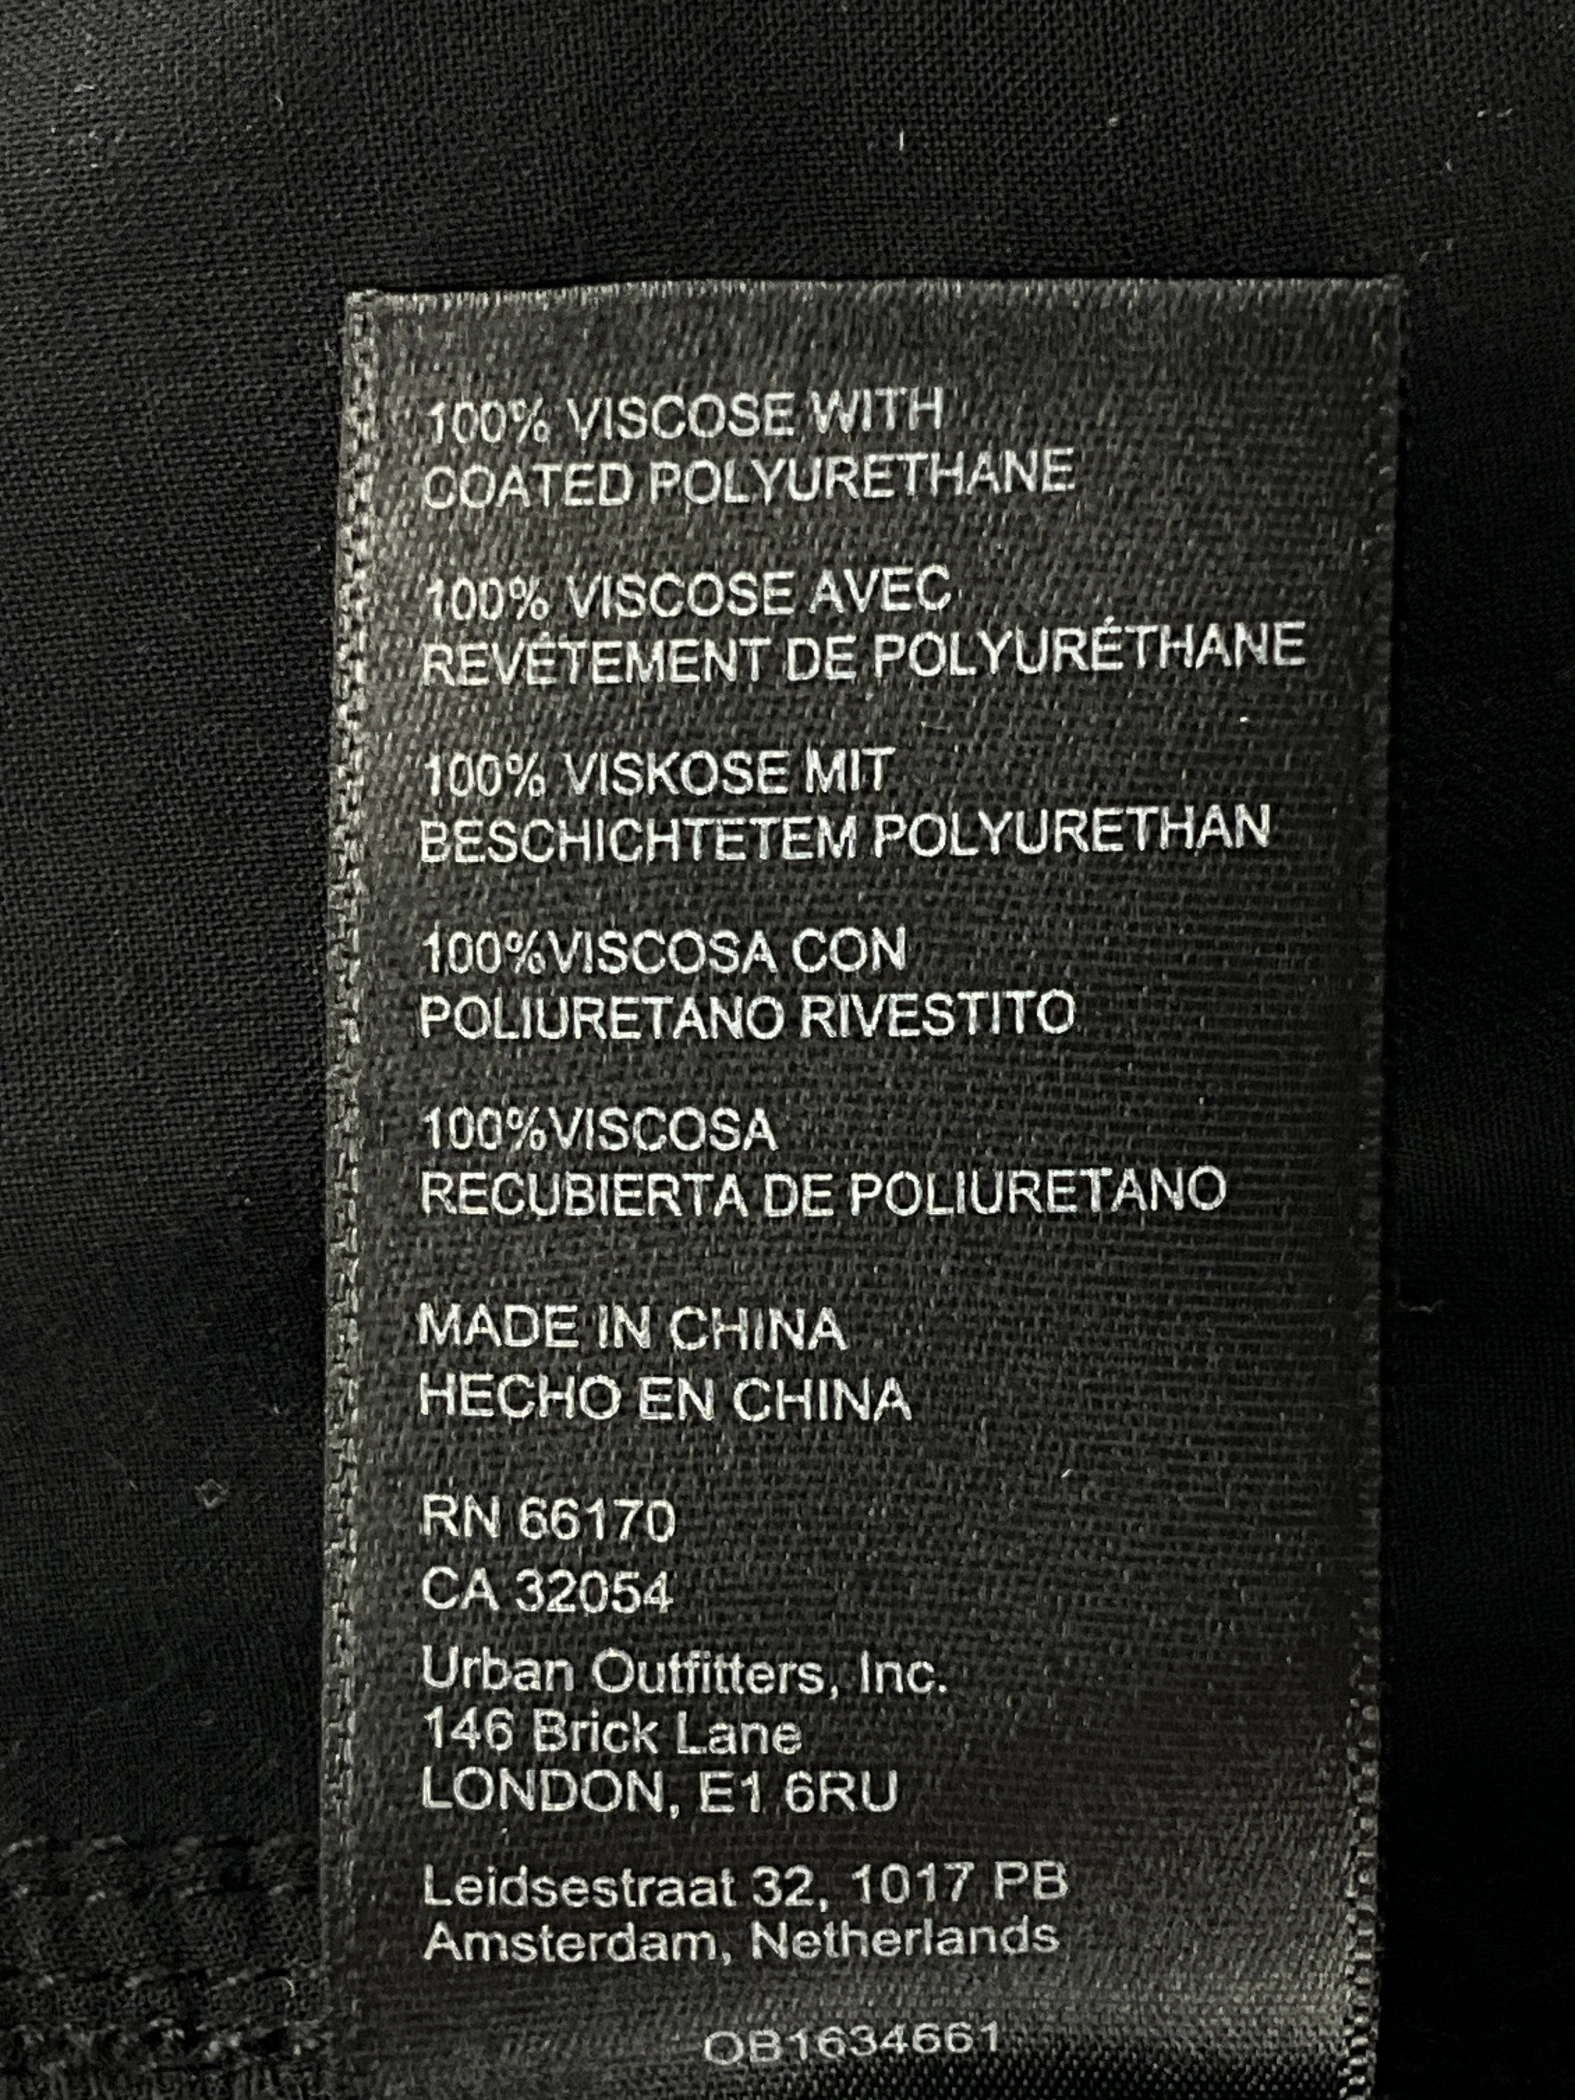 100% VISCOSE WITH
COATED POLYURETHANE
100% VISCOSE AVEC
REVÉTEMENT DE POLYURÉTHANE
100% VISKOSE MIT
BESCHICHTETEM POLYURETHAN
100%VISCOSA CON
POLIURETANO RIVESTITO
100%VISCOSA
RECUBIERTA DE POLIURETANO
MADE IN CHINA
HECHO EN CHINA
RN 66170
CA 32054
Urban Outfitters, Inc.
146 Brick Lane
LONDON, E1 6RU
Leidsestraat 32, 1017 PB
Amsterdam, Netherlands
OB1634661